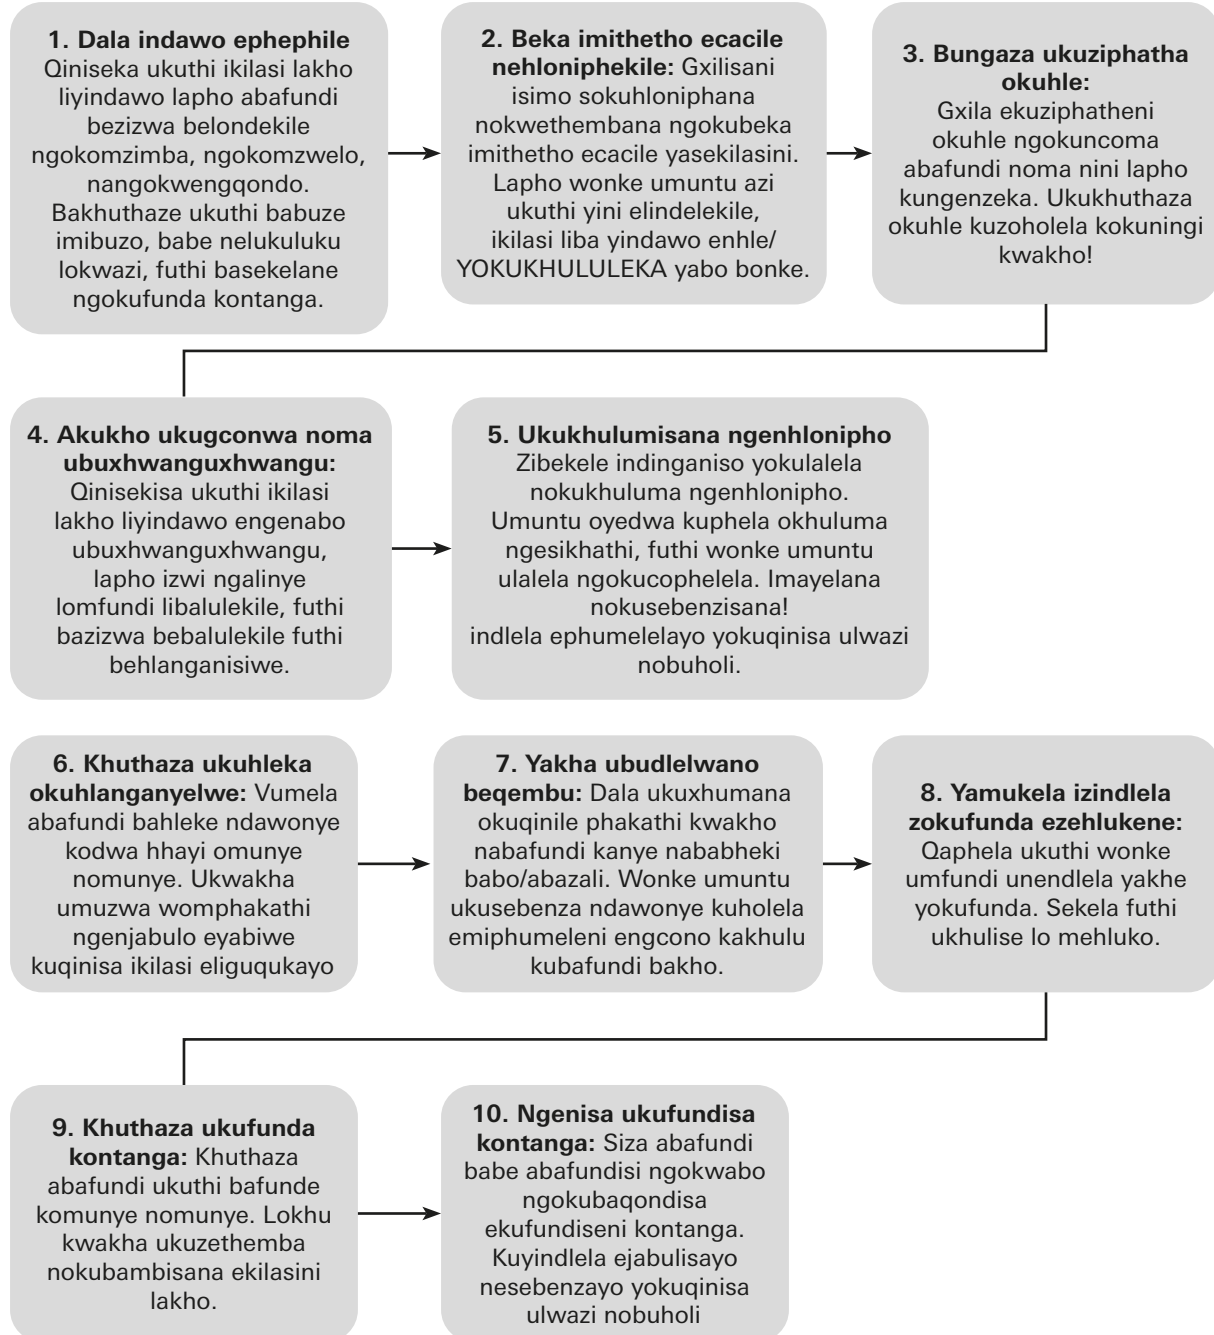 1. Dala indawo ephephile
Qiniseka ukuthi ikilasi lakho
liyindawo lapho abafundi
bezizwa belondekile
ngokomzimba, ngokomzwelo,
nangokwengqondo.
Bakhuthaze ukuthi babuze
imibuzo, babe nelukuluku
lokwazi, futhi basekelane
ngokufunda kontanga.
2. Beka imithetho ecacile
nehloniphekile: Gxilisani
isimo sokuhloniphana
nokwethembana ngokubeka
imithetho ecacile yasekilasini.
Lapho wonke umuntu azi
ukuthi yini elindelekile,
ikilasi liba yindawo enhle/
YOKUKHULULEKA yabo bonke.
3. Bungaza ukuziphatha
okuhle:
Gxila ekuziphatheni
okuhle ngokuncoma
abafundi noma nini lapho
kungenzeka. Ukukhuthaza
okuhle kuzoholela kokuningi
kwakho!
4. Akukho ukugconwa noma
ubuxhwanguxhwangu:
Qinisekisa ukuthi ikilasi
lakho liyindawo engenabo
ubuxhwanguxhwangu,
lapho izwi ngalinye
lomfundi libalulekile, futhi
bazizwa bebalulekile futhi
behlanganisiwe.
5. Ukukhulumisana ngenhlonipho
Zibekele indinganiso yokulalela
nokukhuluma ngenhlonipho.
Umuntu oyedwa kuphela okhuluma
ngesikhathi, futhi wonke umuntu
ulalela ngokucophelela. Imayelana
nokusebenzisana!
indlela ephumelelayo yokuqinisa ulwazi
nobuholi.
6. Khuthaza ukuhleka
okuhlanganyelwe: Vumela
abafundi bahleke ndawonye
kodwa hhayi omunye
nomunye. Ukwakha
umuzwa womphakathi
ngenjabulo eyabiwe
kuqinisa ikilasi eliguqukayo
7. Yakha ubudlelwano
beqembu: Dala ukuxhumana
okuqinile phakathi kwakho
nabafundi kanye nababheki
babo/abazali. Wonke umuntu
ukusebenza ndawonye kuholela
emiphumeleni engcono kakhulu
kubafundi bakho.
8. Yamukela izindlela
zokufunda ezehlukene:
Qaphela ukuthi wonke
umfundi unendlela yakhe
yokufunda. Sekela futhi
ukhulise lo mehluko.
9. Khuthaza ukufunda
kontanga: Khuthaza
abafundi ukuthi bafunde
komunye nomunye. Lokhu
kwakha ukuzethemba
nokubambisana ekilasini
lakho.
10. Ngenisa ukufundisa
kontanga: Siza abafundi
babe abafundisi ngokwabo
ngokubaqondisa
ekufundiseni kontanga.
Kuyindlela ejabulisayo
nesebenzayo yokuqinisa
ulwazi nobuholi